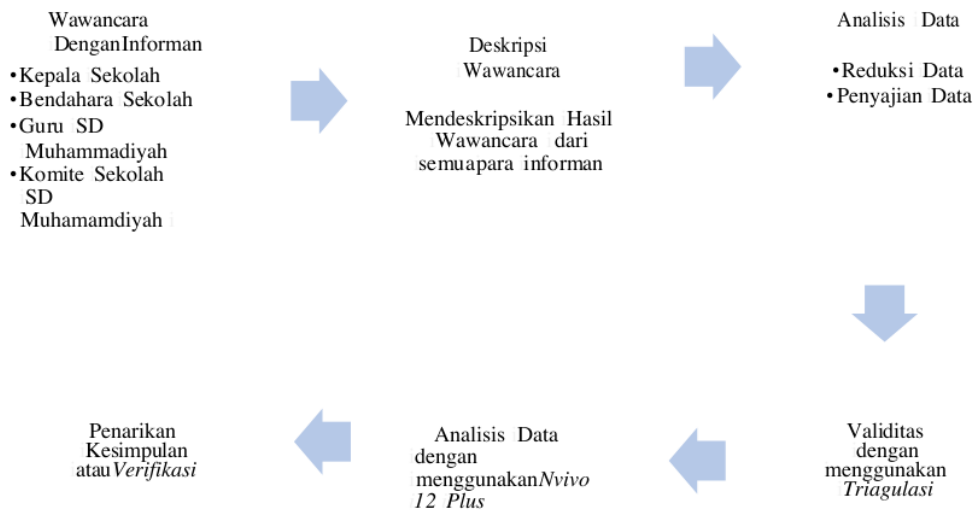 Wawancara
DenganInforman
•Kepala Sekolah
•Bendahara Sekolah
•Guru SD
Muhammadiyah
•Komite Sekolah
SD
Muhamamdiyah
Deskripsi
Wawancara
Mendeskripsikan Hasil
Wawancara dari
semuapara informan
Analisis Data
•Reduksi Data
•Penyajian Data
Validitas
dengan
menggunakan
Triagulasi
Analisis Data
dengan
menggunakanNvivo
12 Plus
Penarikan
Kesimpulan
atauVerifikasi